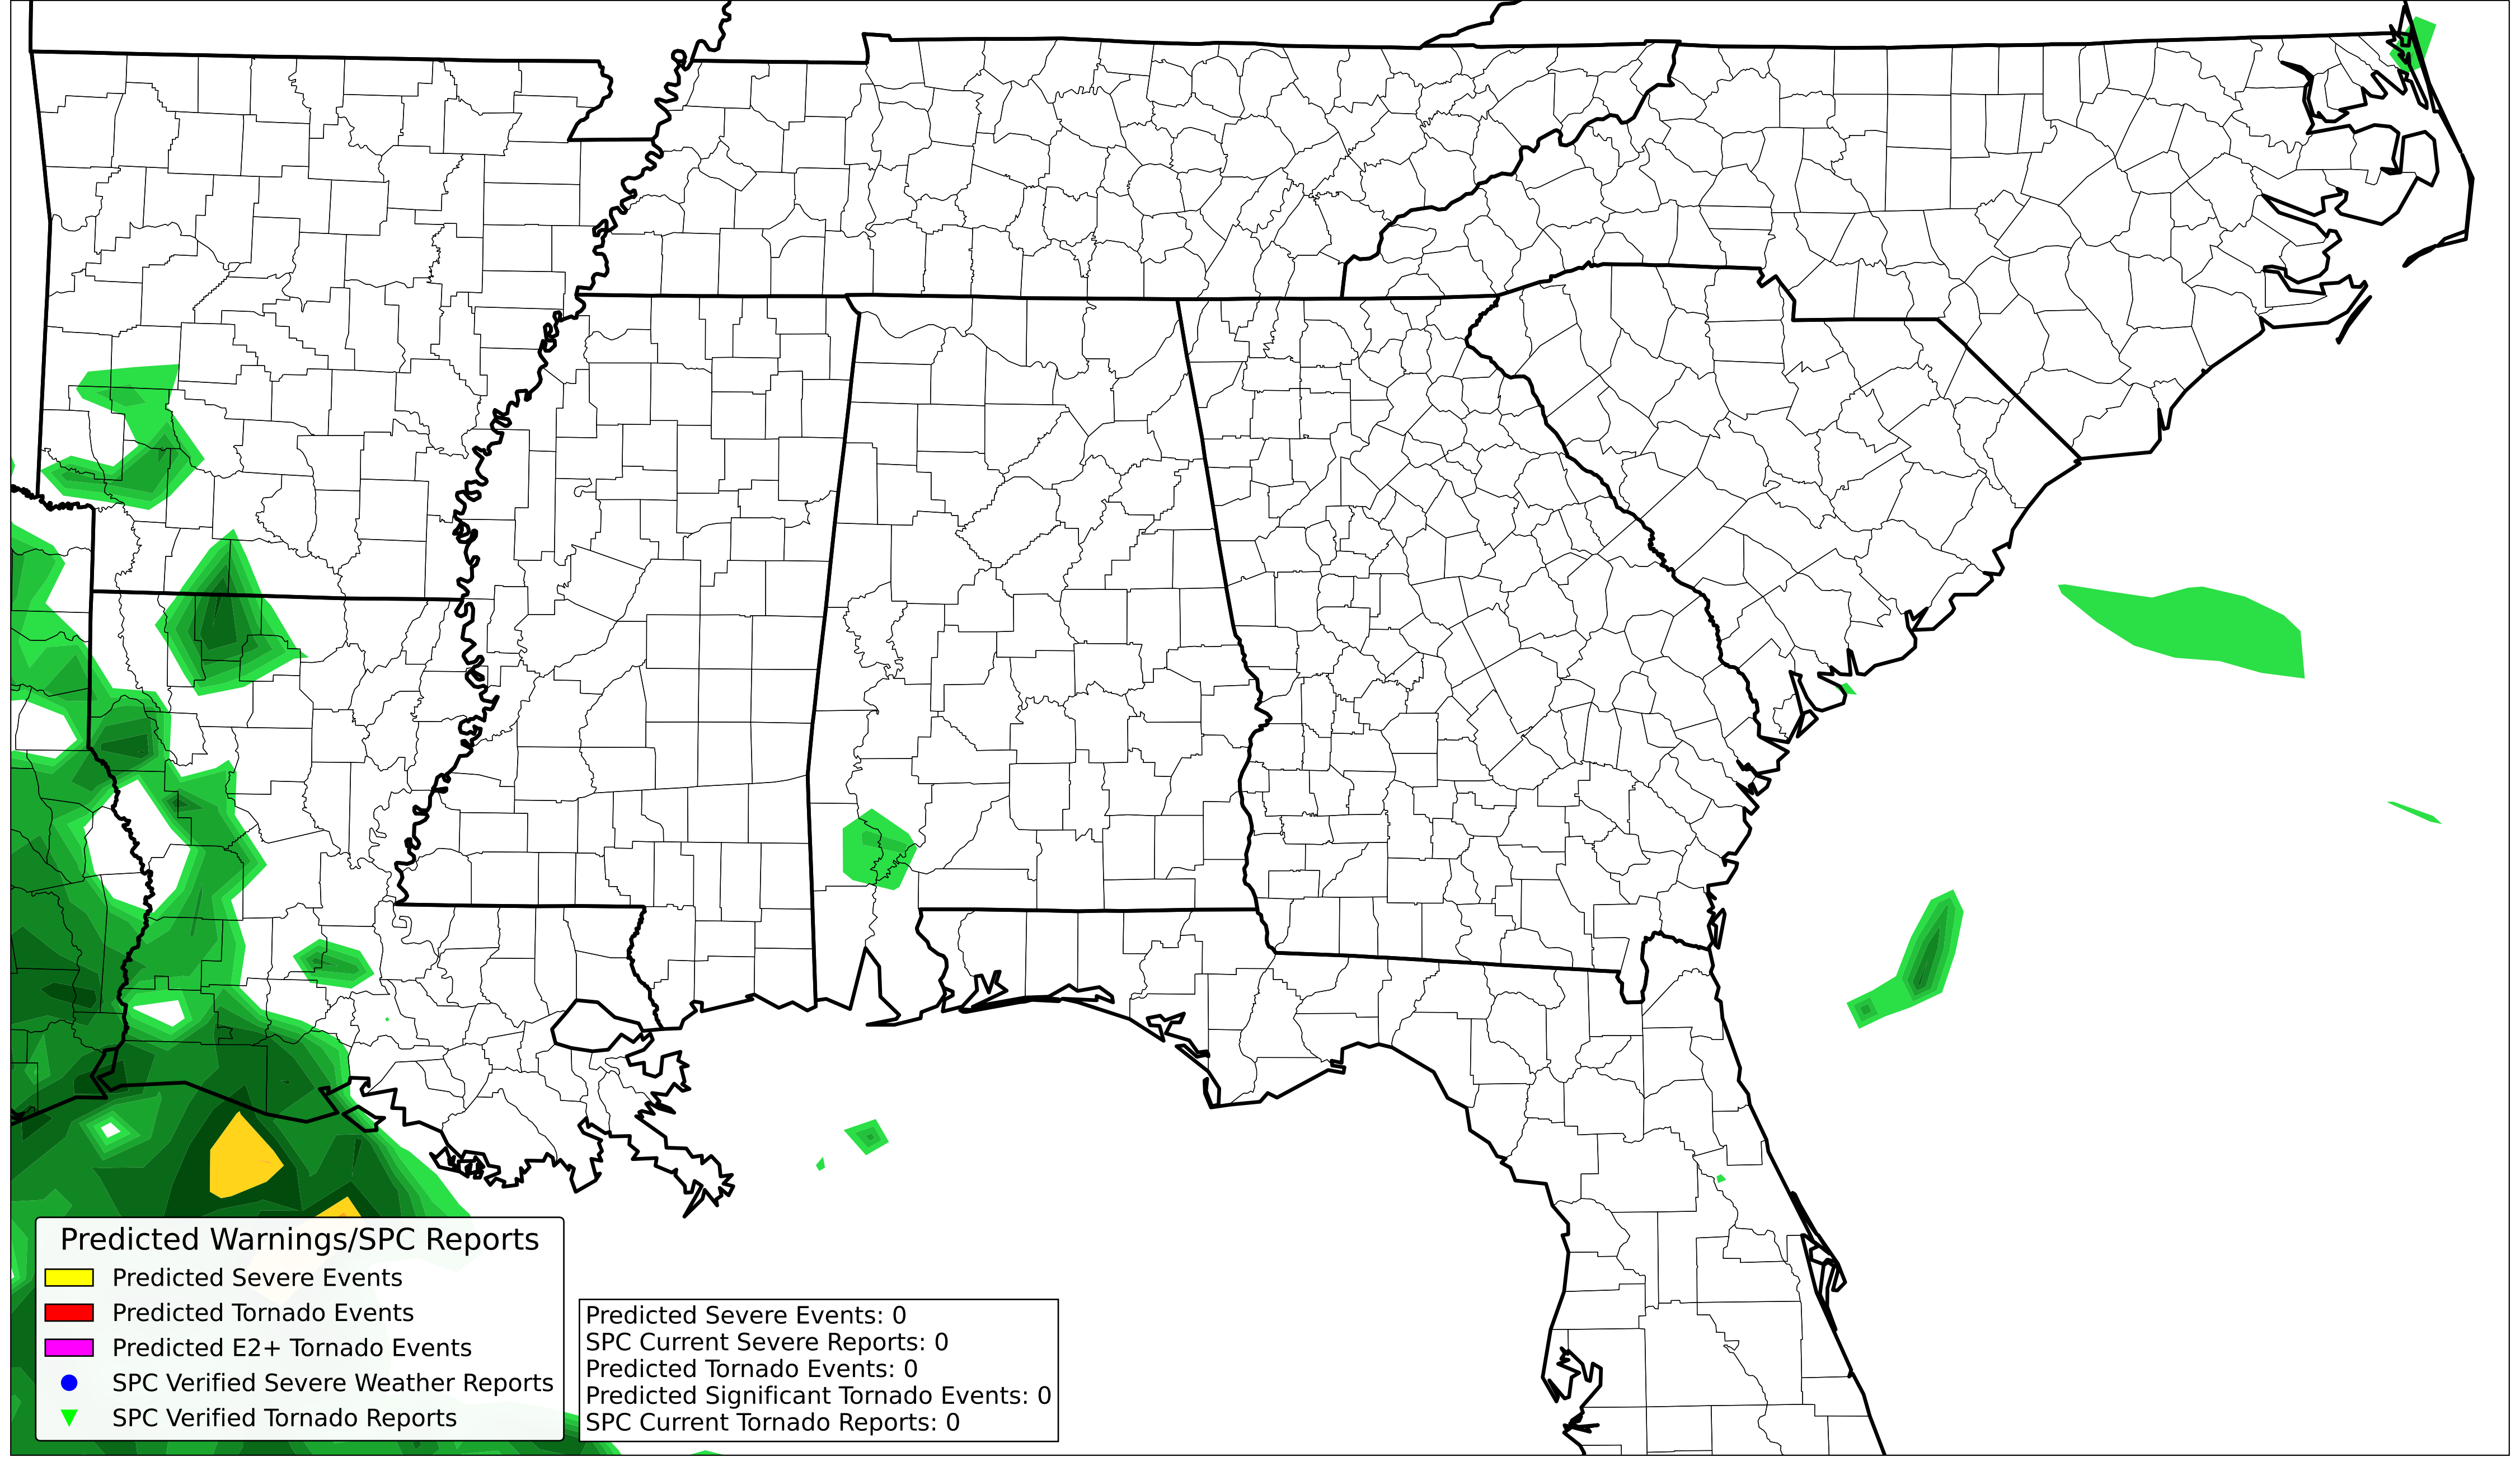 Predicted Warnings/SPC Reports
Predicted Severe Events
Predicted Tornado Events
Predicted E2+ Tornado Events
SPC Verified Severe Weather Reports
SPC Verified Tornado Reports
Predicted Severe Events: 0
SPC Current Severe Reports: 0
Predicted Tornado Events: 0
Predicted Significant Tornado Events: 0
SPC Current Tornado Reports: 0